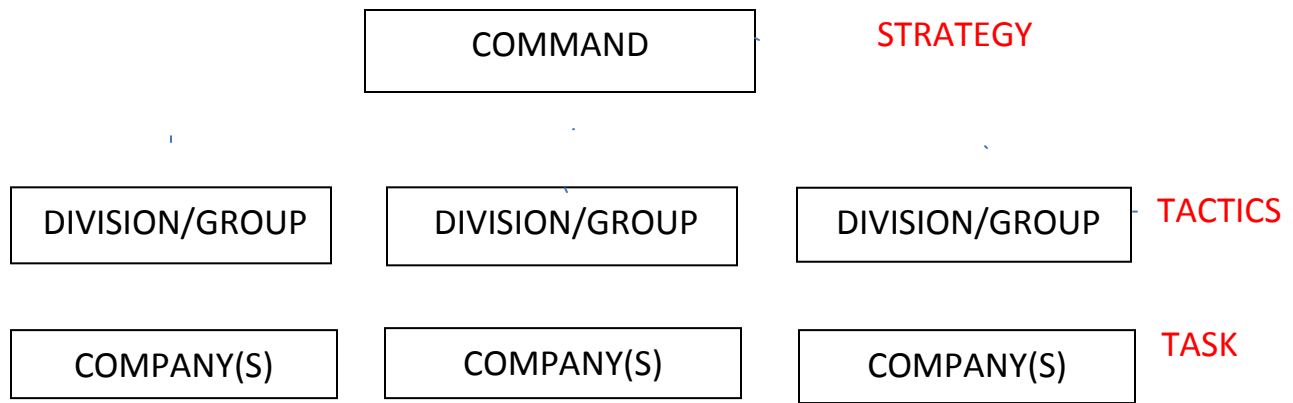 COMMAND
STRATEGY
DIVISION/GROUP
DIVISION/GROUP
DIVISION/GROUP
TACTICS
COMPANY(S)
COMPANY(S)
COMPANY(S)
TASK